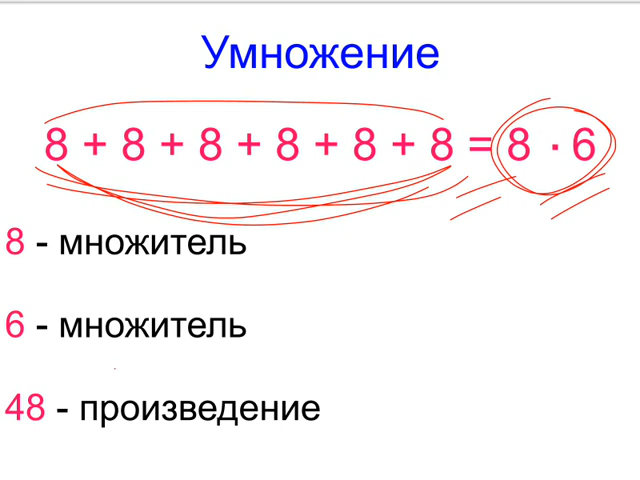 Умножение
8 + 8 + 8 + 8 + 8 + 8 = 8 · 6
8 - множитель
6 - множитель
48 - произведение